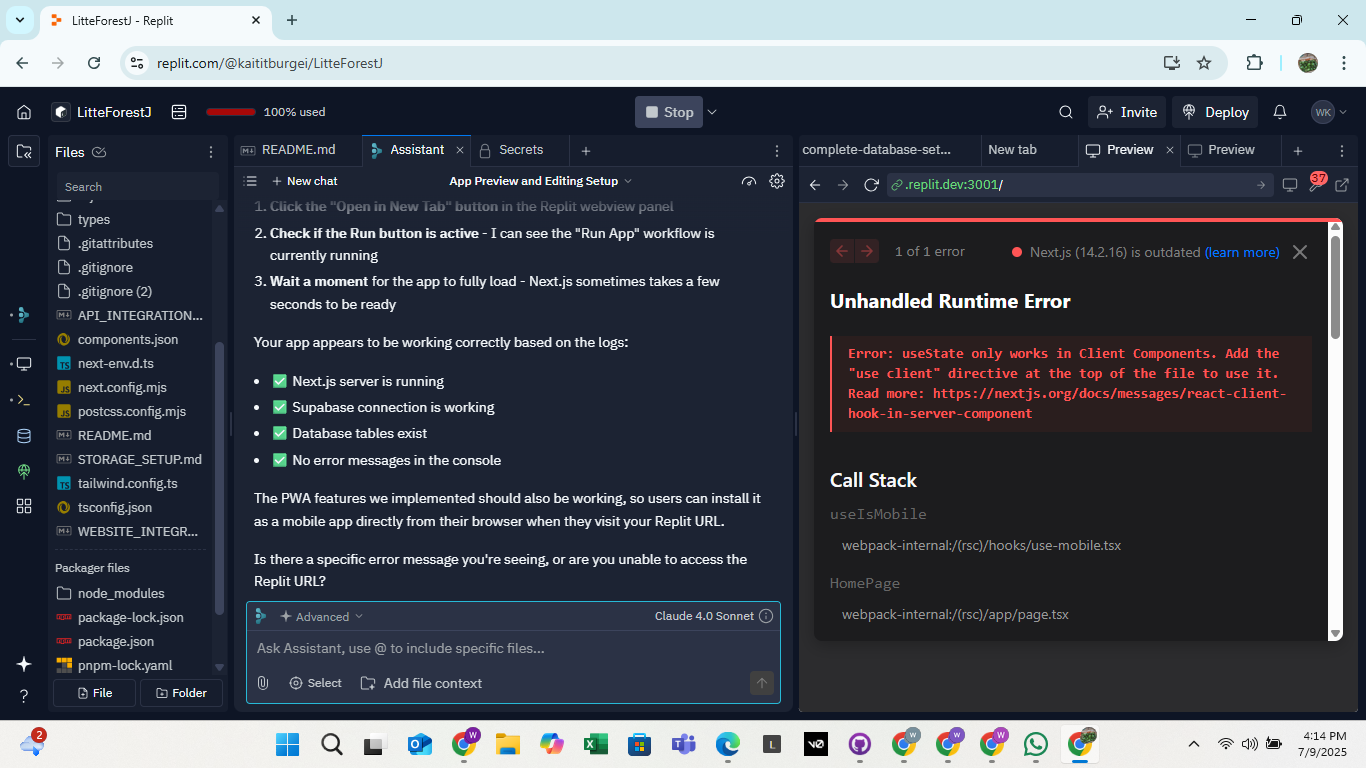 LitteForestJ - Replit
replit.com/@kaititburgei/LitteForestJ
LitteForestJ
100% used
Stop
Invite
Deploy
WK
Files
Search
types
.gitattributes
.gitignore
.gitignore (2)
API_INTEGRATION...
components.json
next-env.d.ts
next.config.mjs
postcss.config.mjs
README.md
STORAGE_SETUP.md
tailwind.config.ts
tsconfig.json
WEBSITE_INTEGR...
Packager files
node_modules
package-lock.json
package.json
pnpm-lock.yaml
File
Folder
README.md
Assistant
Secrets
New chat
App Preview and Editing Setup
1. Click the "Open in New Tab" button in the Replit webview panel
2. Check if the Run button is active - I can see the "Run App" workflow is
currently running
3. Wait a moment for the app to fully load - Next.js sometimes takes a few
seconds to be ready
Your app appears to be working correctly based on the logs:
• ✅ Next.js server is running
• ✅ Supabase connection is working
• ✅ Database tables exist
• ✅ No error messages in the console
The PWA features we implemented should also be working, so users can install it
as a mobile app directly from their browser when they visit your Replit URL.
Is there a specific error message you're seeing, or are you unable to access the
Replit URL?
Advanced
Claude 4.0 Sonnet
Ask Assistant, use @ to include specific files...
Select
Add file context
complete-database-set...
New tab
Preview
Preview
.replit.dev:3001/
37
1 of 1 error
Next.js (14.2.16) is outdated (learn more)
Unhandled Runtime Error
Error: useState only works in Client Components. Add the
"use client" directive at the top of the file to use it.
Read more: https://nextjs.org/docs/messages/react-client-
hook-in-server-component
Call Stack
useIsMobile
webpack-internal:/(rsc)/hooks/use-mobile.tsx
HomePage
webpack-internal:/(rsc)/app/page.tsx
2
4:14 PM
7/9/2025